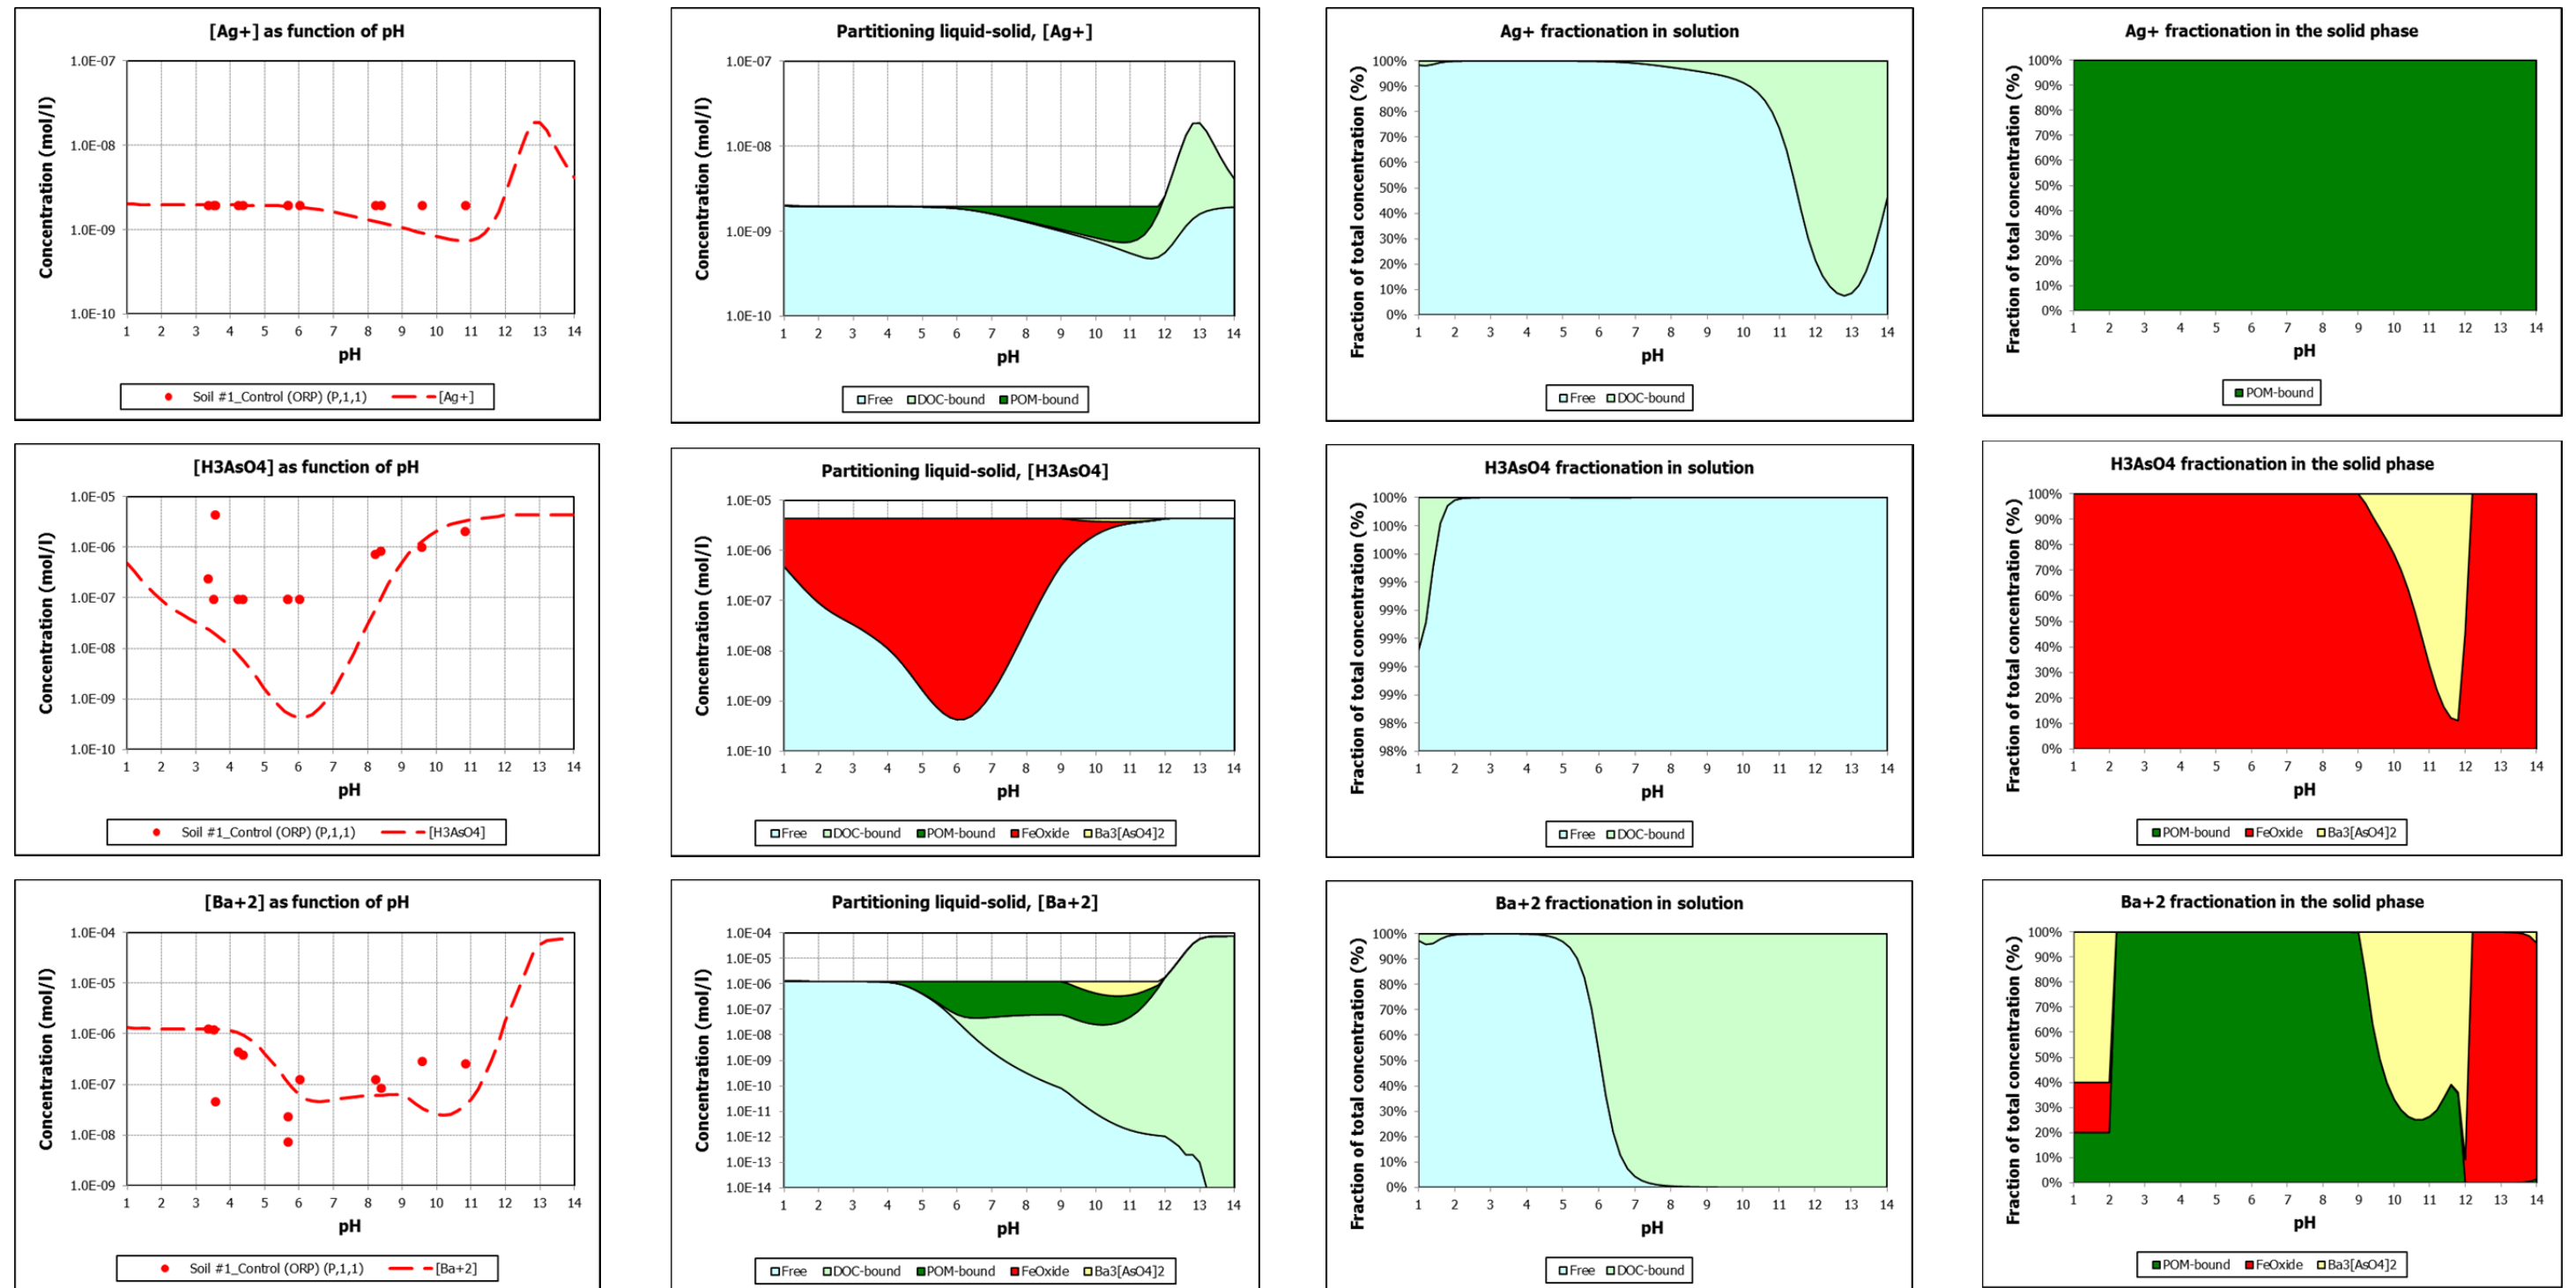 [Ag+] as function of pH
Concentration (mol/l)
1.0E-07
1.0E-08
1.0E-09
1.0E-10
1 2 3 4 5 6 7 8 9 10 11 12 13 14
pH
Soil #1_Control (ORP) (P,1,1) [Ag+]
Partitioning liquid-solid, [Ag+]
Concentration (mol/l)
1.0E-07
1.0E-08
1.0E-09
1.0E-10
1 2 3 4 5 6 7 8 9 10 11 12 13 14
pH
Free DOC-bound POM-bound
Ag+ fractionation in solution
Fraction of total concentration (%)
100%
90%
80%
70%
60%
50%
40%
30%
20%
10%
0%
1 2 3 4 5 6 7 8 9 10 11 12 13 14
pH
Free DOC-bound
Ag+ fractionation in the solid phase
Fraction of total concentration (%)
100%
90%
80%
70%
60%
50%
40%
30%
20%
10%
0%
1 2 3 4 5 6 7 8 9 10 11 12 13 14
pH
POM-bound
[H3AsO4] as function of pH
Concentration (mol/l)
1.0E-05
1.0E-06
1.0E-07
1.0E-08
1.0E-09
1.0E-10
1 2 3 4 5 6 7 8 9 10 11 12 13 14
pH
Soil #1_Control (ORP) (P,1,1) [H3AsO4]
Partitioning liquid-solid, [H3AsO4]
Concentration (mol/l)
1.0E-05
1.0E-06
1.0E-07
1.0E-08
1.0E-09
1.0E-10
1 2 3 4 5 6 7 8 9 10 11 12 13 14
pH
Free DOC-bound POM-bound FeOxide Ba3[AsO4]2
H3AsO4 fractionation in solution
Fraction of total concentration (%)
100%
100%
100%
99%
99%
99%
99%
99%
98%
98%
1 2 3 4 5 6 7 8 9 10 11 12 13 14
pH
Free DOC-bound
H3AsO4 fractionation in the solid phase
Fraction of total concentration (%)
100%
90%
80%
70%
60%
50%
40%
30%
20%
10%
0%
1 2 3 4 5 6 7 8 9 10 11 12 13 14
pH
POM-bound FeOxide Ba3[AsO4]2
[Ba+2] as function of pH
Concentration (mol/l)
1.0E-04
1.0E-05
1.0E-06
1.0E-07
1.0E-08
1.0E-09
1 2 3 4 5 6 7 8 9 10 11 12 13 14
pH
Soil #1_Control (ORP) (P,1,1) [Ba+2]
Partitioning liquid-solid, [Ba+2]
Concentration (mol/l)
1.0E-04
1.0E-05
1.0E-06
1.0E-07
1.0E-08
1.0E-09
1.0E-10
1.0E-11
1.0E-12
1.0E-13
1.0E-14
1 2 3 4 5 6 7 8 9 10 11 12 13 14
pH
Free DOC-bound POM-bound FeOxide Ba3[AsO4]2
Ba+2 fractionation in solution
Fraction of total concentration (%)
100%
90%
80%
70%
60%
50%
40%
30%
20%
10%
0%
1 2 3 4 5 6 7 8 9 10 11 12 13 14
pH
Free DOC-bound
Ba+2 fractionation in the solid phase
Fraction of total concentration (%)
100%
90%
80%
70%
60%
50%
40%
30%
20%
10%
0%
1 2 3 4 5 6 7 8 9 10 11 12 13 14
pH
POM-bound FeOxide Ba3[AsO4]2